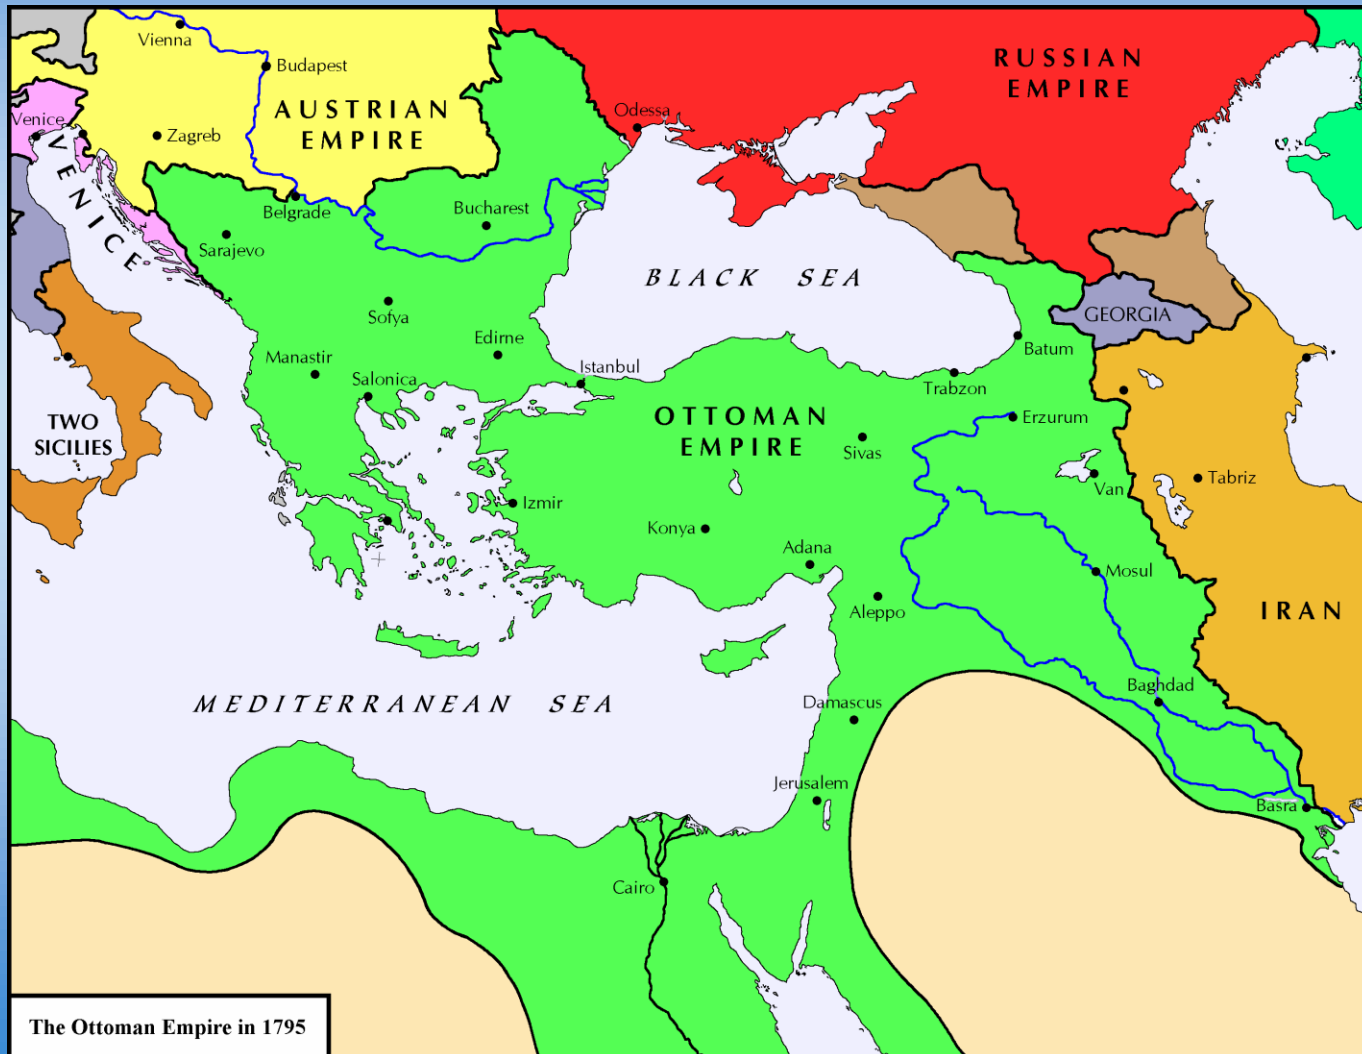 Vienna
Budapest
AUSTRIAN
EMPIRE
RUSSIAN
EMPIRE
Odessa
Venice
Zagreb
VENICE
Belgrade
Bucharest
Sarajevo
BLACK SEA
Sofya
GEORGIA
Edirne
Batum
Manastir
Istanbul
Salonica
Trabzon
TWO
SICILIES
OTTOMAN
EMPIRE
Erzurum
Sivas
Van
Tabriz
Izmir
Konya
Adana
Mosul
Aleppo
IRAN
MEDITERRANEAN SEA
Baghdad
Damascus
Jerusalem
Basra
Cairo
The Ottoman Empire in 1795